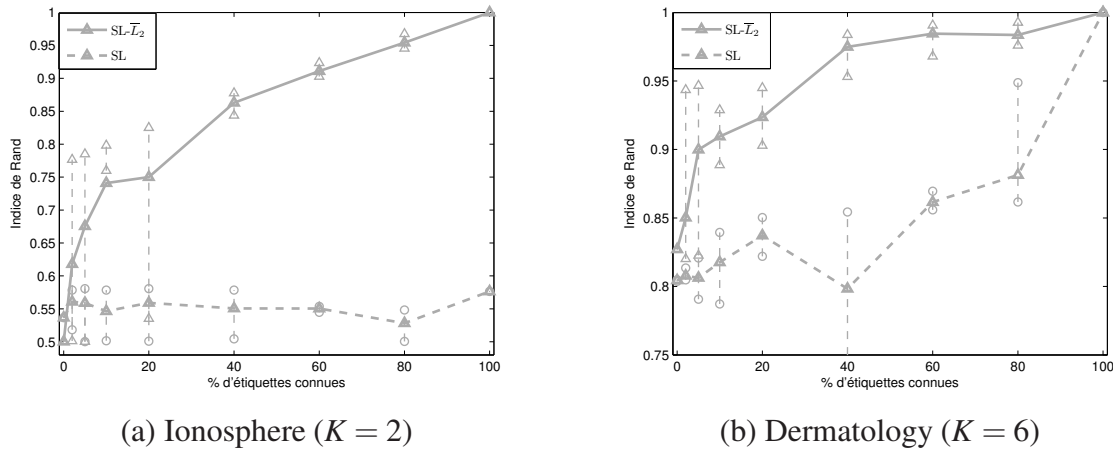 1
0.95
0.9
0.85
0.8
0.75
0.7
0.65
0.6
0.55
0.5
Indice de Rand
SL-L̅₂
SL
0 20 40 60 80 100
% d'étiquettes connues
(a) Ionosphere (K = 2)
1
0.95
0.9
0.85
0.8
0.75
Indice de Rand
SL-L̅₂
SL
0 20 40 60 80 100
% d'étiquettes connues
(b) Dermatology (K = 6)